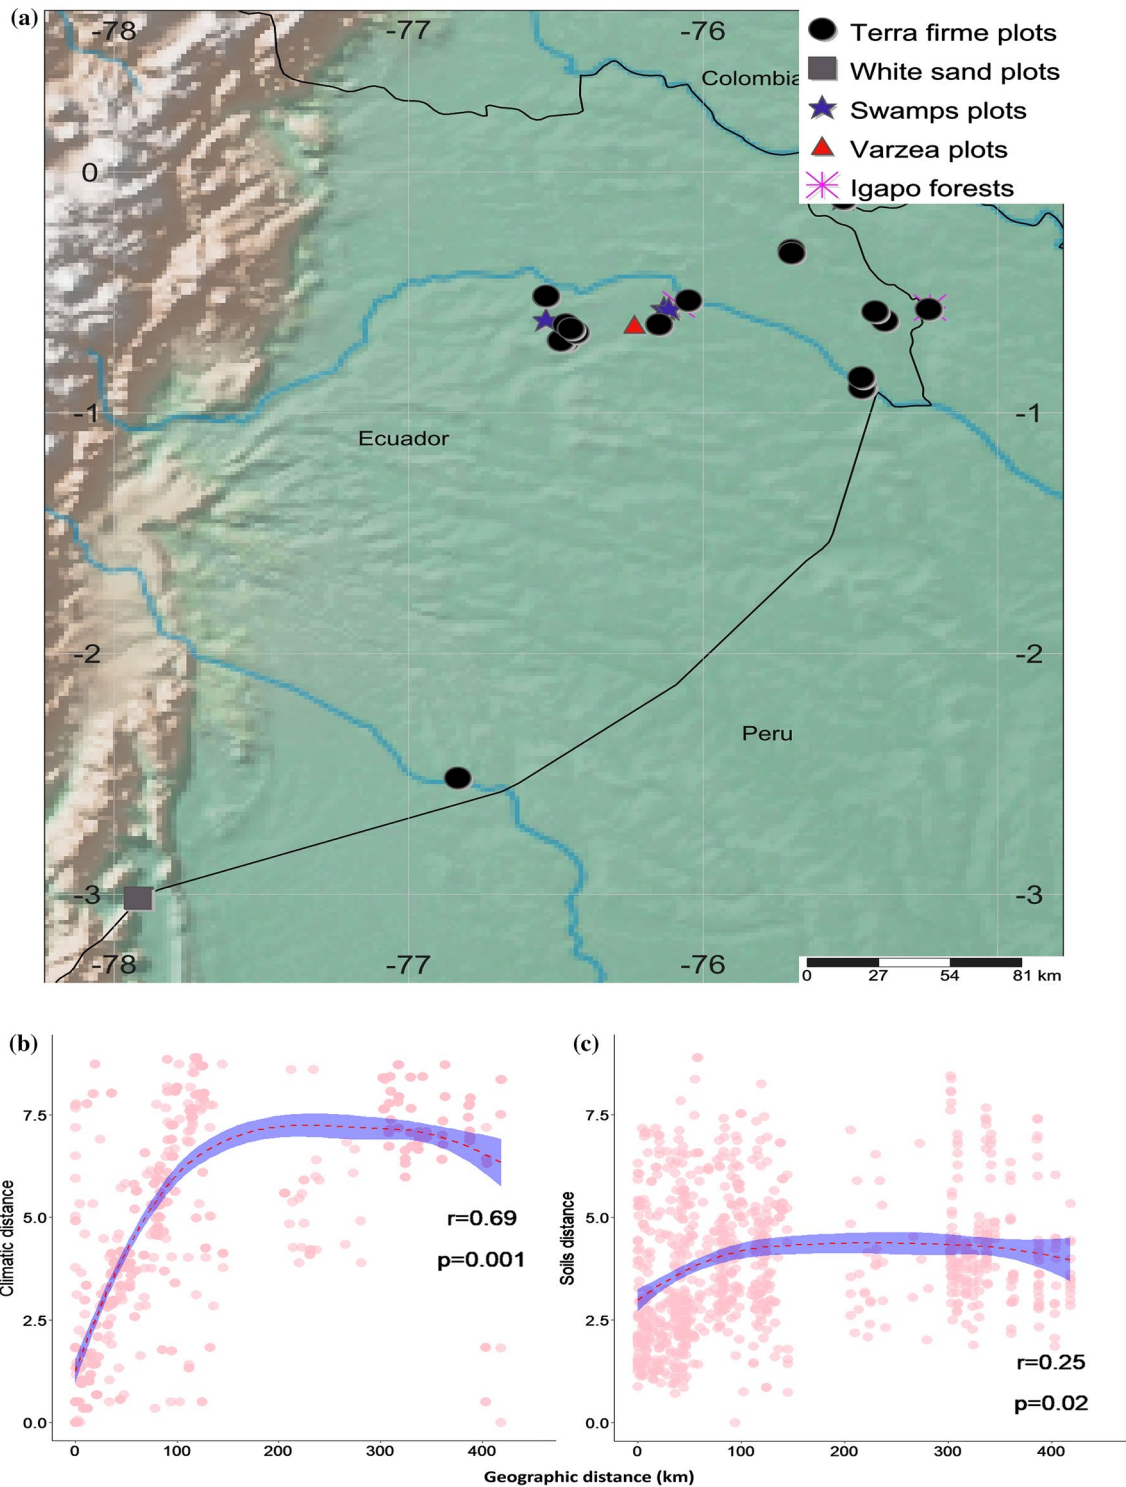 (a)
-78
-77
-76
Terra firme plots
White sand plots
Swamps plots
Varzea plots
Igapo forests
Colombia
0
-1
Ecuador
-1
-2
-2
Peru
-3
-3
-78
-77
-76
0 27 54 81 km
(b)
Climatic distance
7.5
5.0
2.5
0.0
r=0.69
p=0.001
0 100 200 300 400
(c)
Soils distance
7.5
5.0
2.5
0.0
r=0.25
p=0.02
0 100 200 300 400
Geographic distance (km)